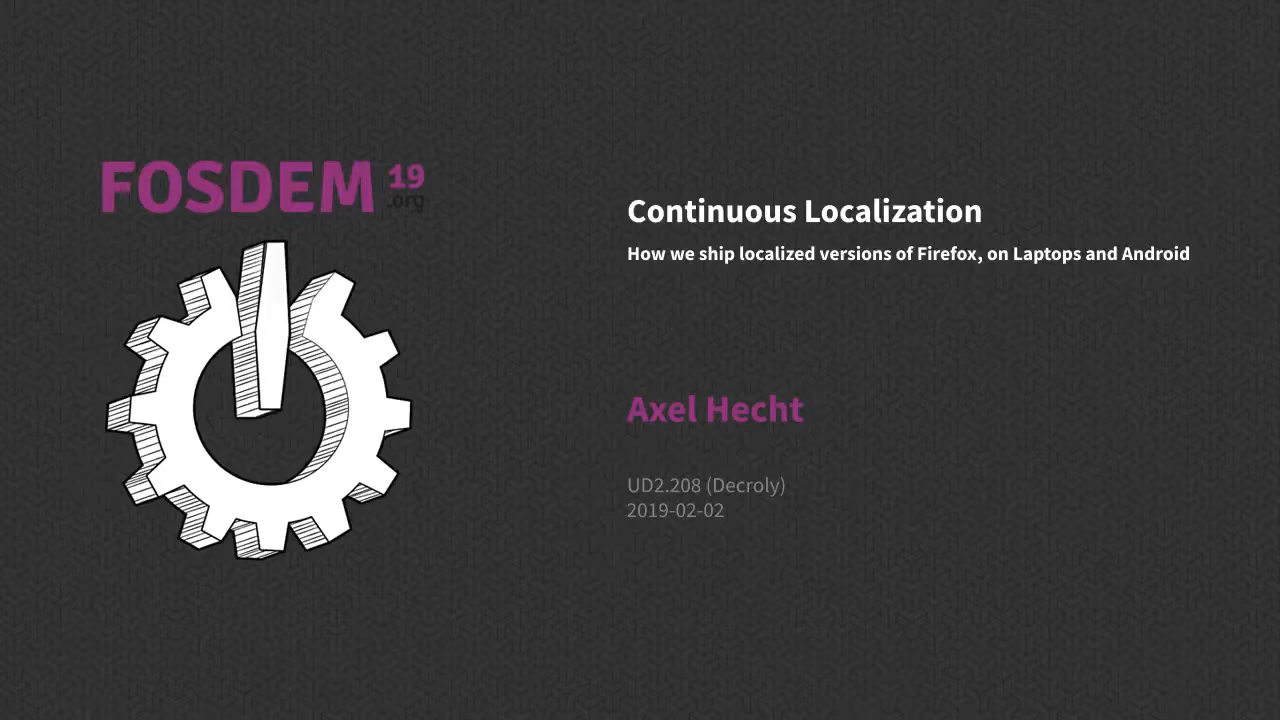 FOSDEM 19
.org
Continuous Localization
How we ship localized versions of Firefox, on Laptops and Android
Axel Hecht
UD2.208 (Decroly)
2019-02-02